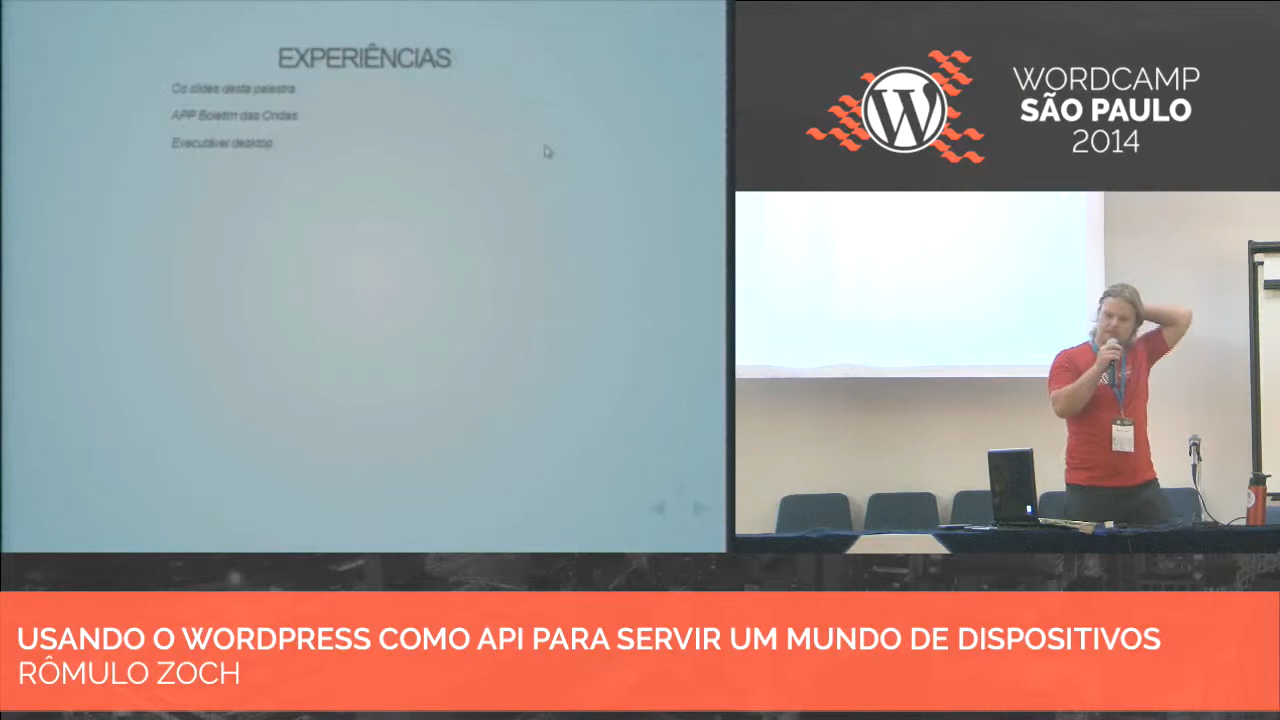 EXPERIÊNCIAS
Os slides desta palestra
APP Boletim das Ondas
Executável desktop
WORDCAMP
SÃO PAULO
2014
USANDO O WORDPRESS COMO API PARA SERVIR UM MUNDO DE DISPOSITIVOS
RÔMULO ZOCH